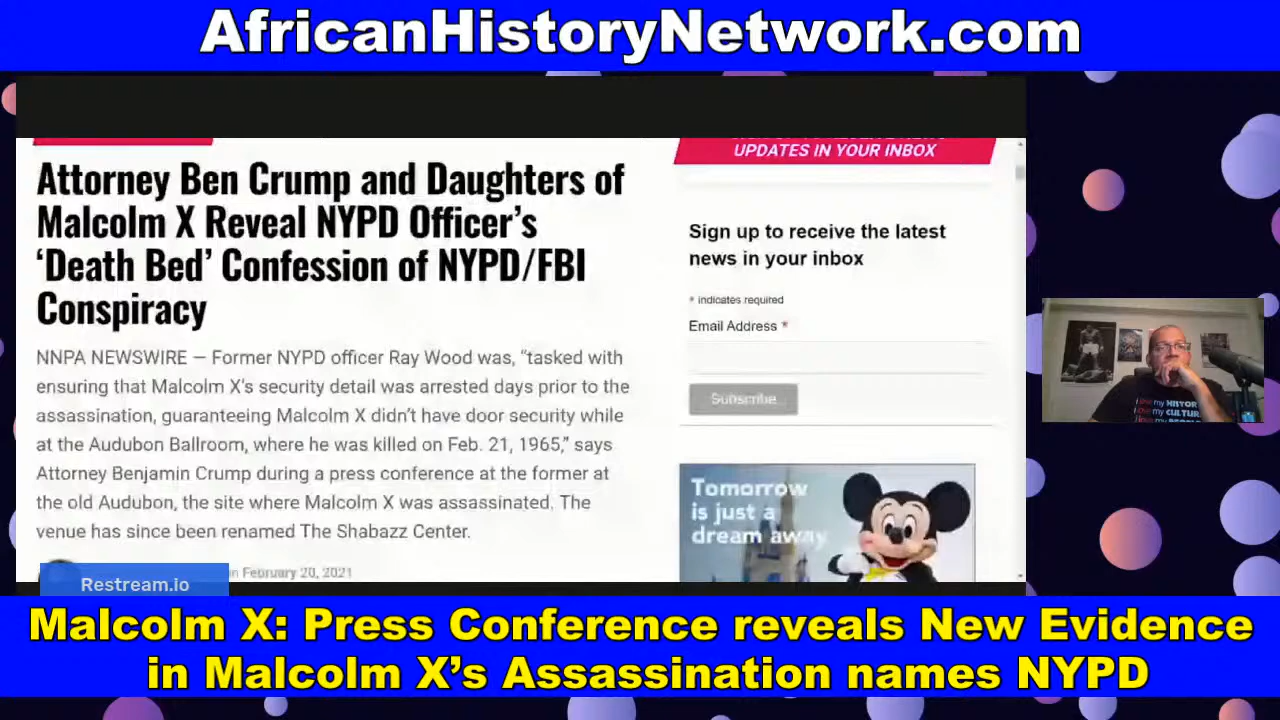 AfricanHistoryNetwork.com
UPDATES IN YOUR INBOX
Attorney Ben Crump and Daughters of
Malcolm X Reveal NYPD Officer’s
‘Death Bed’ Confession of NYPD/FBI
Conspiracy
NNPA NEWSWIRE — Former NYPD officer Ray Wood was, “tasked with
ensuring that Malcolm X’s security detail was arrested days prior to the
assassination, guaranteeing Malcolm X didn’t have door security while
at the Audubon Ballroom, where he was killed on Feb. 21, 1965,” says
Attorney Benjamin Crump during a press conference at the former at
the old Audubon, the site where Malcolm X was assassinated. The
venue has since been renamed The Shabazz Center.
February 20, 2021
Sign up to receive the latest
news in your inbox
* indicates required
Email Address *
Subscribe
Tomorrow
is just a
dream away
I love my HISTOR
I love my CULTUR
Restream.io
Malcolm X: Press Conference reveals New Evidence
in Malcolm X’s Assassination names NYPD